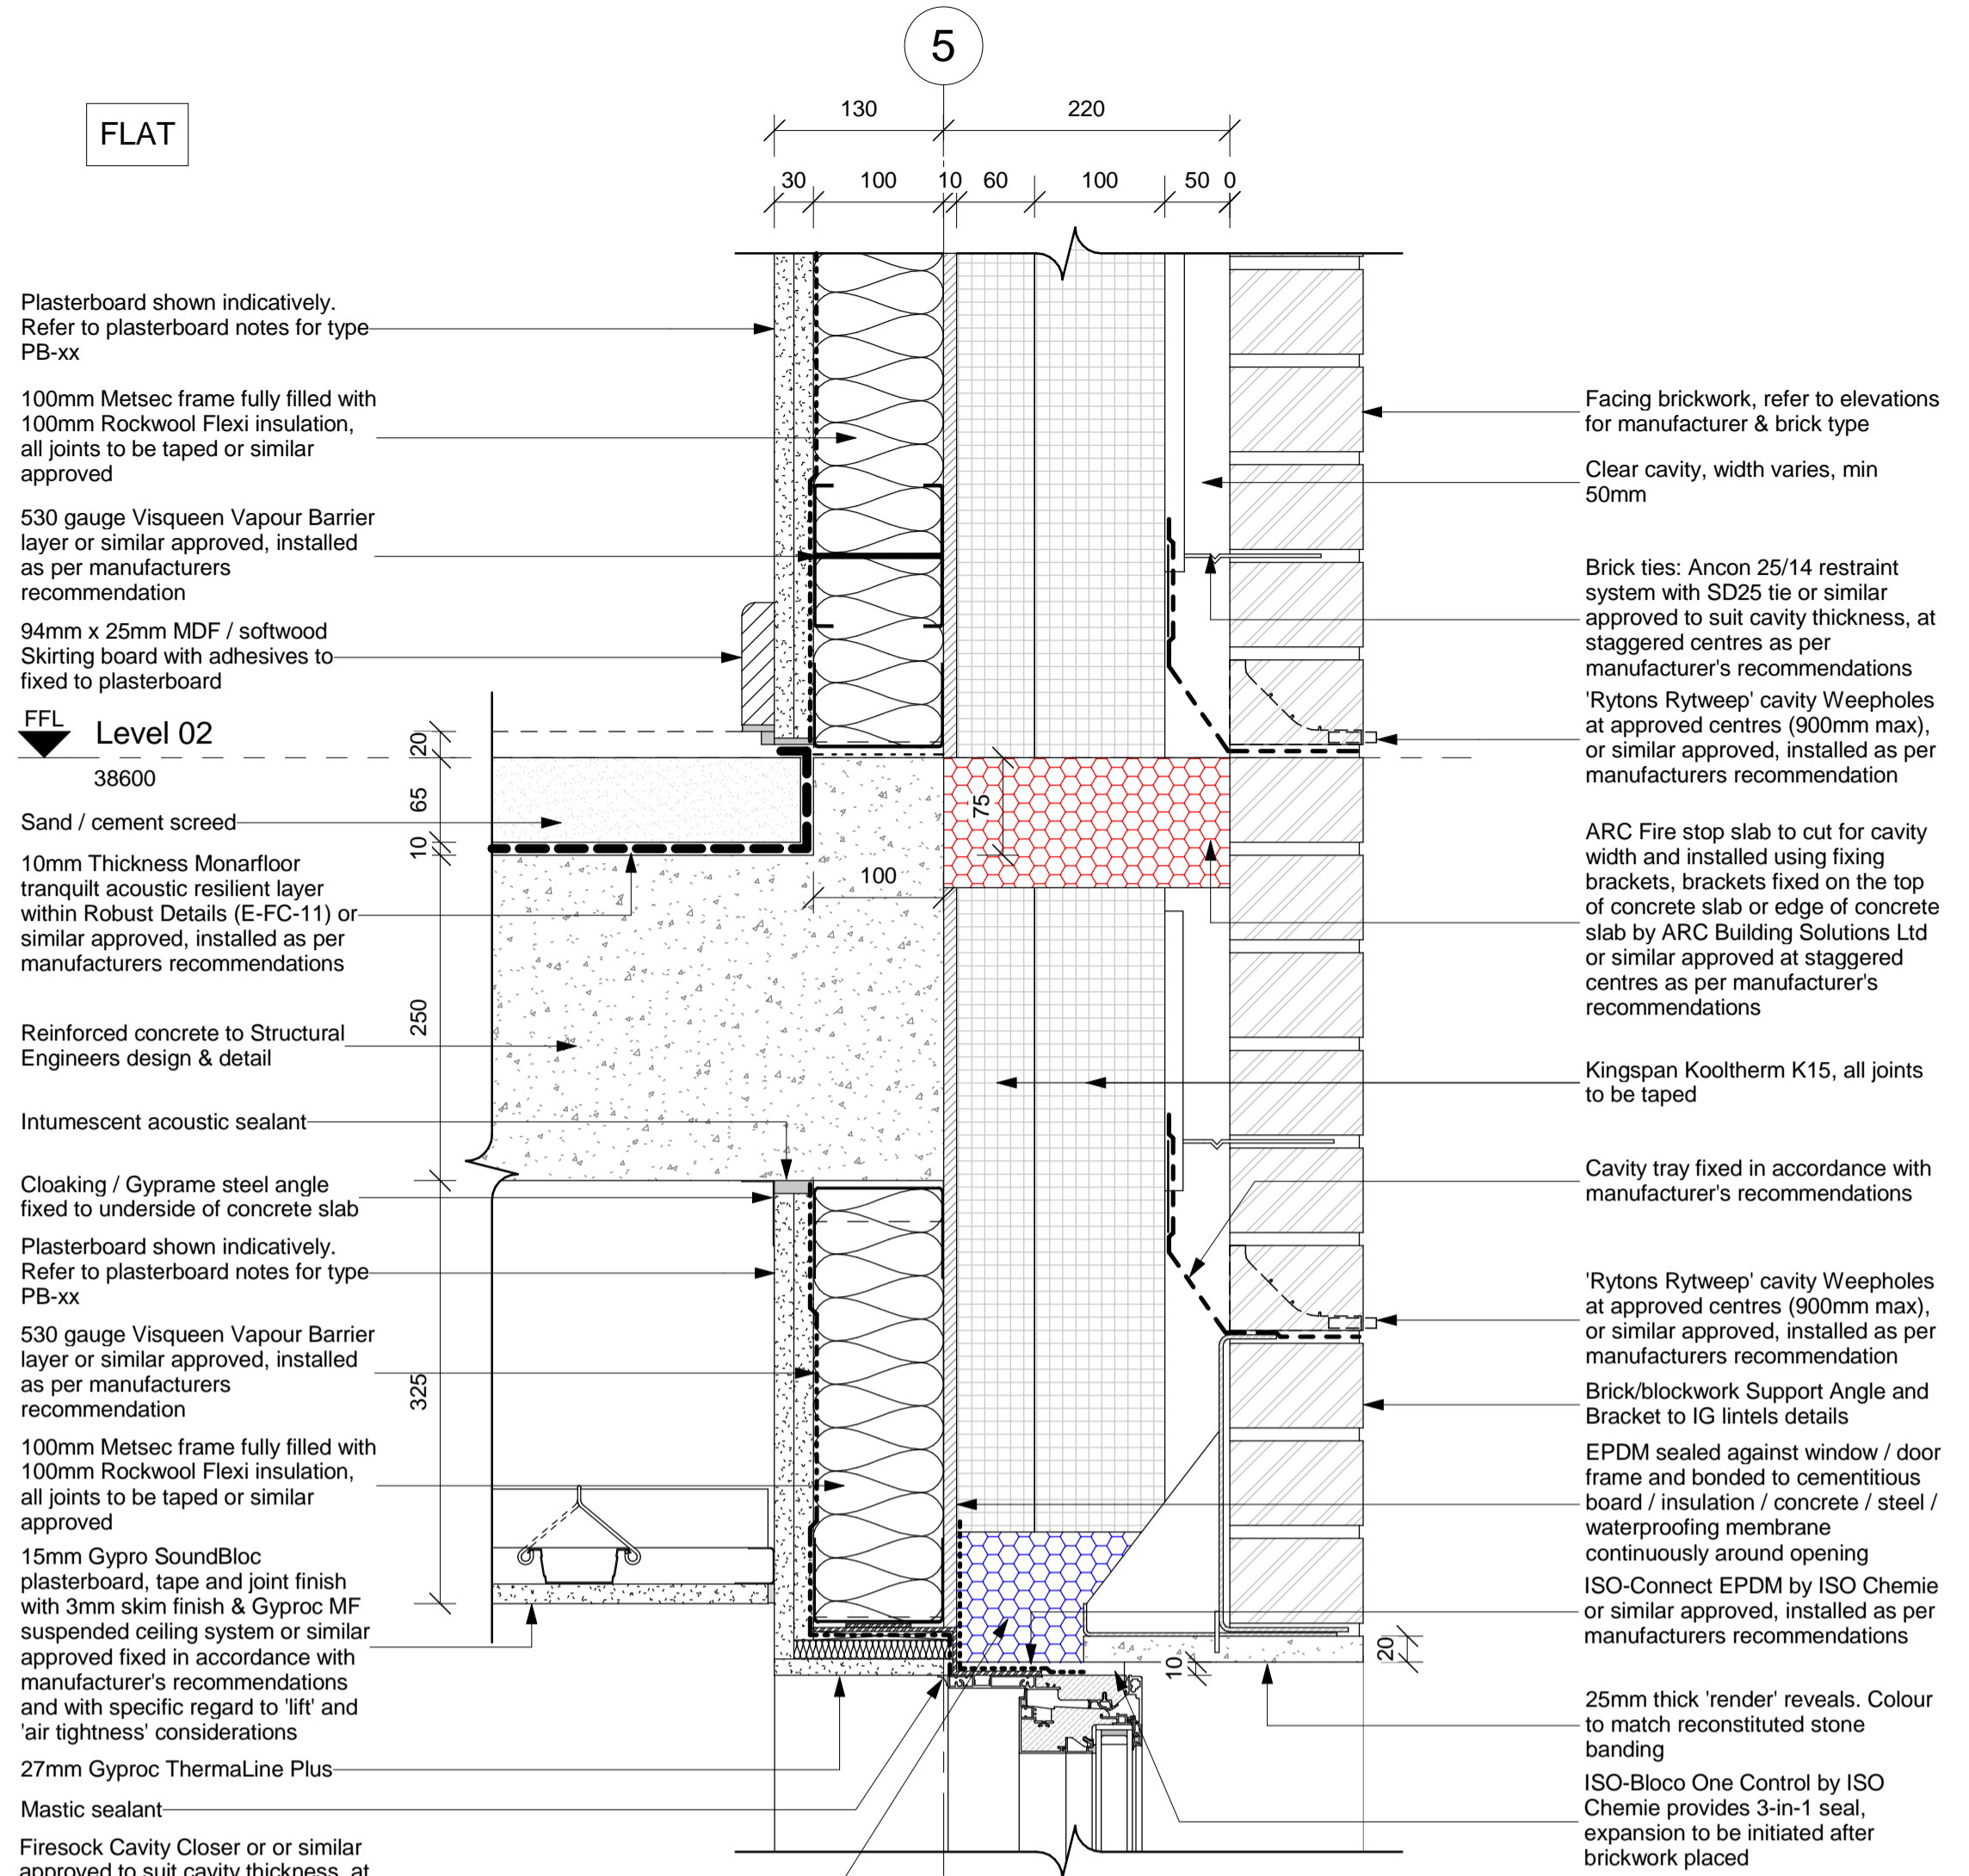 5
FLAT
130
220
30
100
10
60
100
50
0
Plasterboard shown indicatively.
Refer to plasterboard notes for type
PB-xx
100mm Metsec frame fully filled with
100mm Rockwool Flexi insulation,
all joints to be taped or similar
approved
530 gauge Visqueen Vapour Barrier
layer or similar approved, installed
as per manufacturers
recommendation
94mm x 25mm MDF / softwood
Skirting board with adhesives to
fixed to plasterboard
FFL
Level 02
38600
Sand / cement screed
10mm Thickness Monarfloor
tranquilt acoustic resilient layer
within Robust Details (E-FC-11) or
similar approved, installed as per
manufacturers recommendations
Reinforced concrete to Structural
Engineers design & detail
Intumescent acoustic sealant
Cloaking / Gyprame steel angle
fixed to underside of concrete slab
Plasterboard shown indicatively.
Refer to plasterboard notes for type
PB-xx
530 gauge Visqueen Vapour Barrier
layer or similar approved, installed
as per manufacturers
recommendation
100mm Metsec frame fully filled with
100mm Rockwool Flexi insulation,
all joints to be taped or similar
approved
15mm Gypro SoundBloc
plasterboard, tape and joint finish
with 3mm skim finish & Gyproc MF
suspended ceiling system or similar
approved fixed in accordance with
manufacturer's recommendations
and with specific regard to 'lift' and
'air tightness' considerations
27mm Gyproc ThermaLine Plus
Mastic sealant
Firesock Cavity Closer or or similar
approved to suit cavity thickness, at
20
65
10
250
325
75
100
10
20
Facing brickwork, refer to elevations
for manufacturer & brick type
Clear cavity, width varies, min
50mm
Brick ties: Ancon 25/14 restraint
system with SD25 tie or similar
approved to suit cavity thickness, at
staggered centres as per
manufacturer's recommendations
'Rytons Rytweep' cavity Weepholes
at approved centres (900mm max),
or similar approved, installed as per
manufacturers recommendation
ARC Fire stop slab to cut for cavity
width and installed using fixing
brackets, brackets fixed on the top
of concrete slab or edge of concrete
slab by ARC Building Solutions Ltd
or similar approved at staggered
centres as per manufacturer's
recommendations
Kingspan Kooltherm K15, all joints
to be taped
Cavity tray fixed in accordance with
manufacturer's recommendations
'Rytons Rytweep' cavity Weepholes
at approved centres (900mm max),
or similar approved, installed as per
manufacturers recommendation
Brick/blockwork Support Angle and
Bracket to IG lintels details
EPDM sealed against window / door
frame and bonded to cementitious
board / insulation / concrete / steel /
waterproofing membrane
continuously around opening
ISO-Connect EPDM by ISO Chemie
or similar approved, installed as per
manufacturers recommendations
25mm thick 'render' reveals. Colour
to match reconstituted stone
banding
ISO-Bloco One Control by ISO
Chemie provides 3-in-1 seal,
expansion to be initiated after
brickwork placed